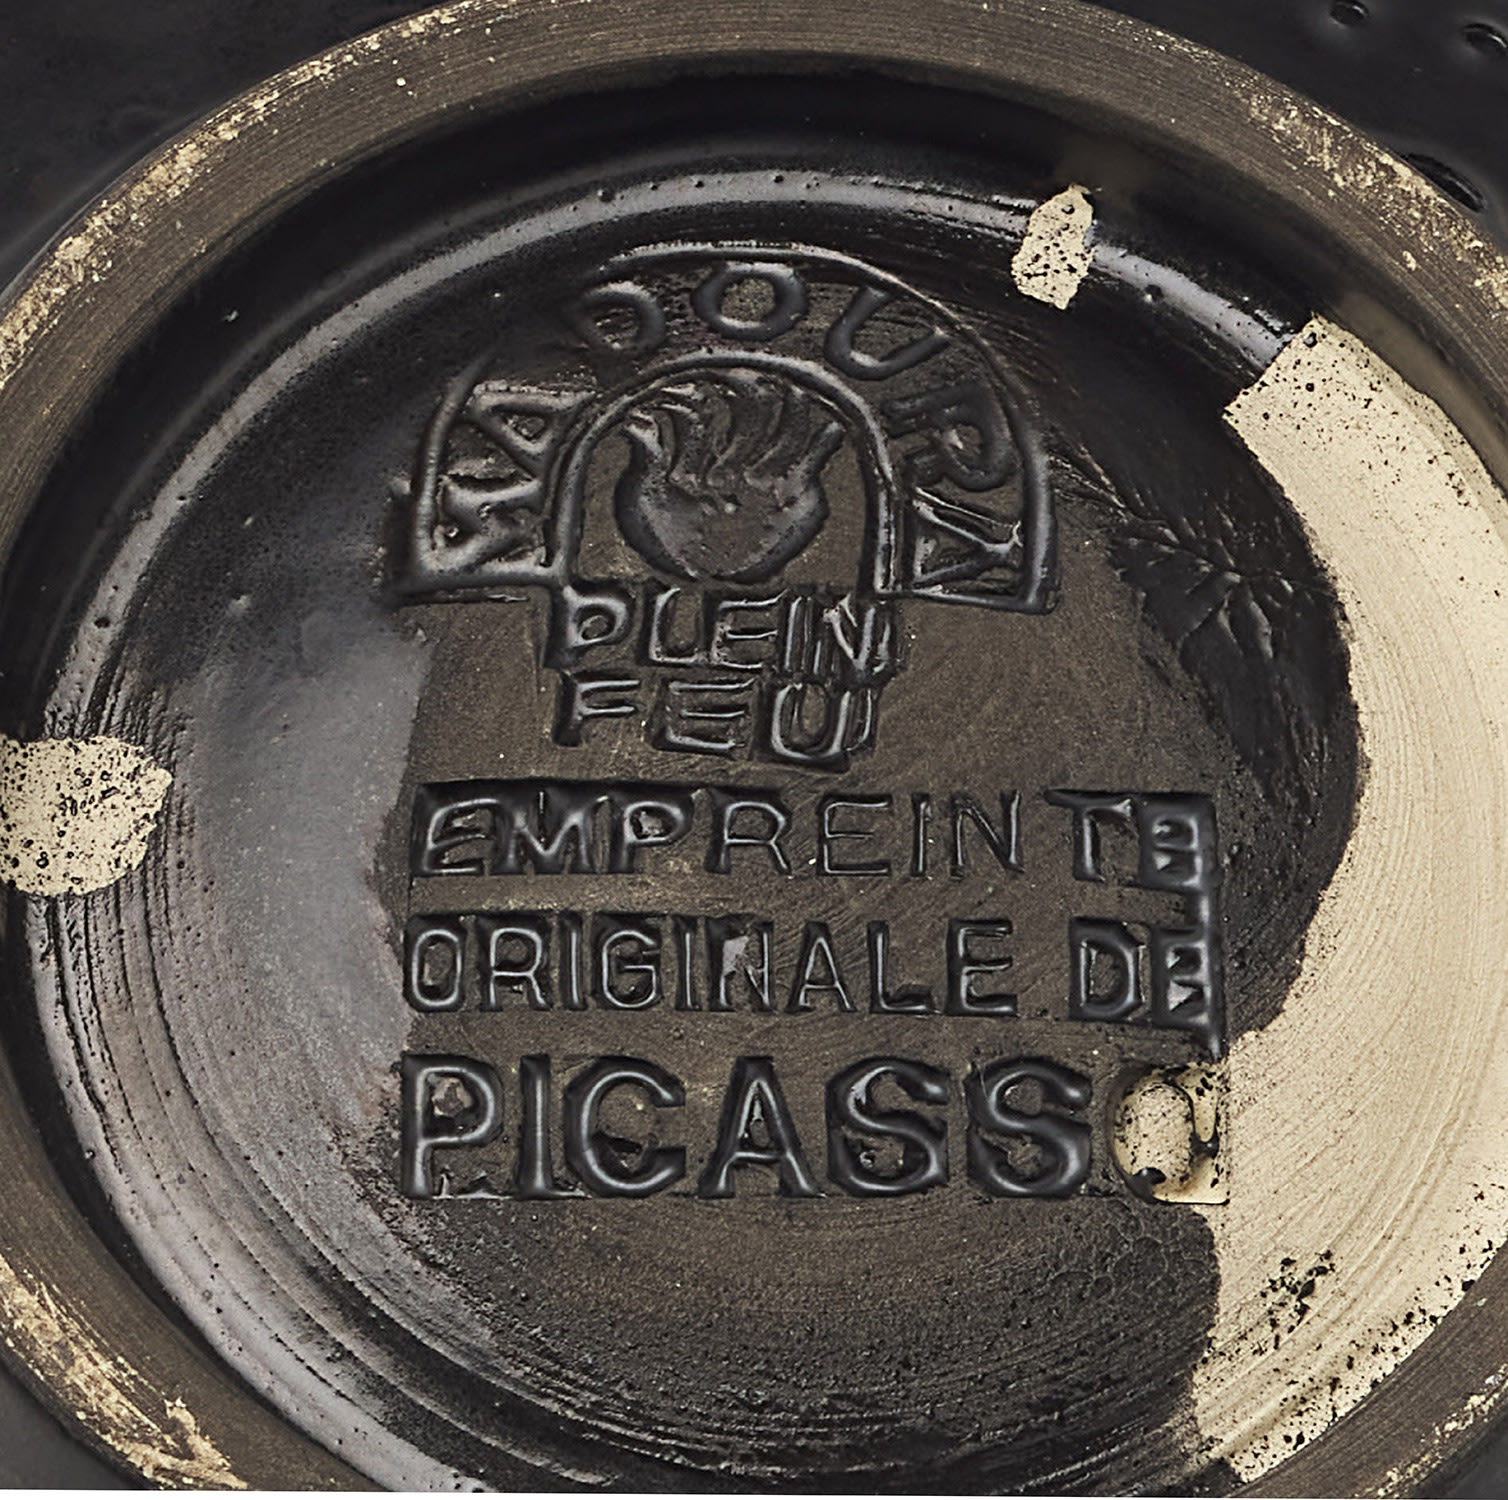 MADOURA
PLEIN
FEU
EMPREINTE
ORIGINALE DE
PICASSO